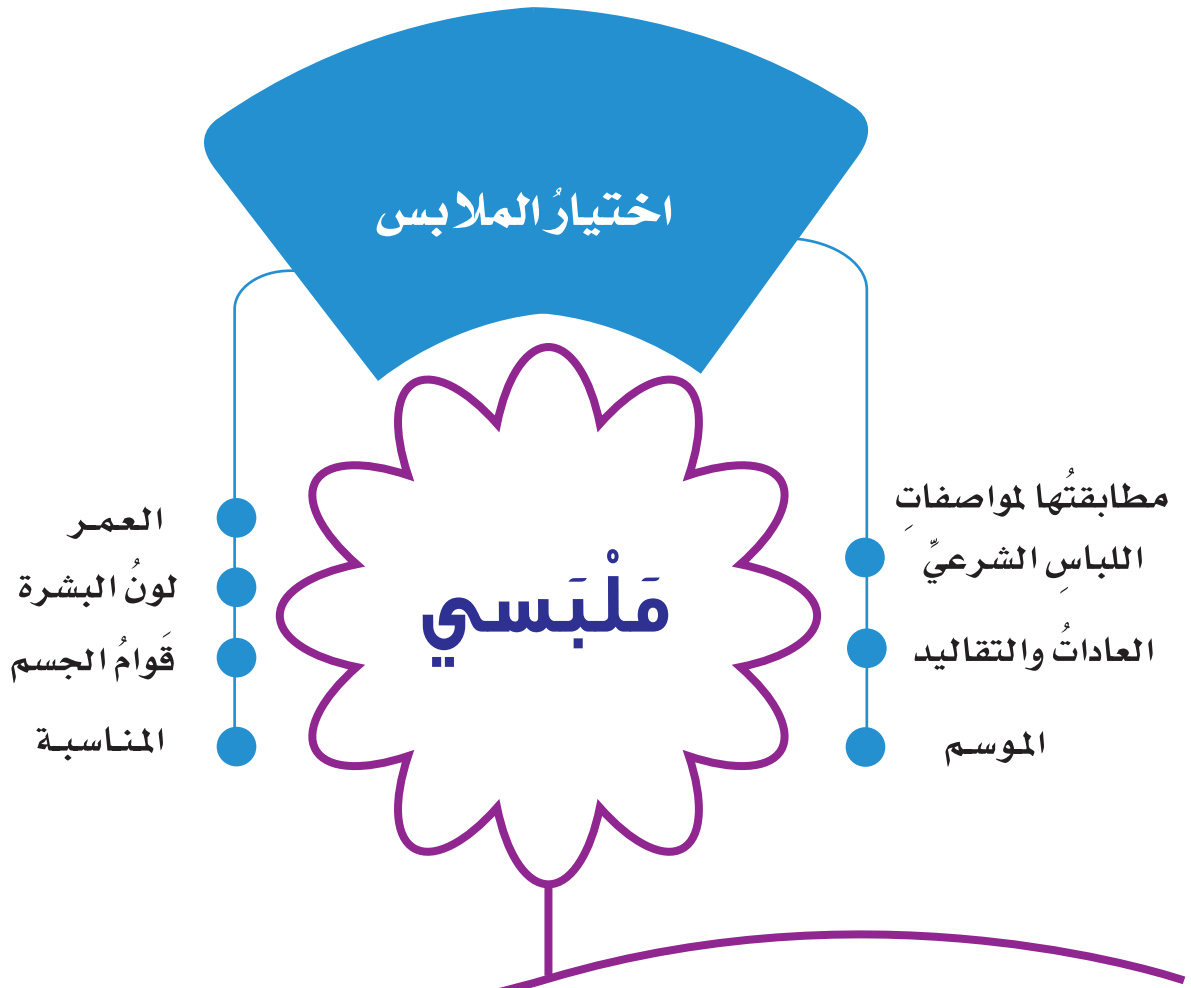 اختيارُ الملابس
مطابقتُها لمواصفاتِ
اللباسِ الشرعيِّ
العاداتُ والتقاليد
الموسم
العمر
لونُ البشرة
قَوامُ الجسم
المناسبة
مَلْبَسي